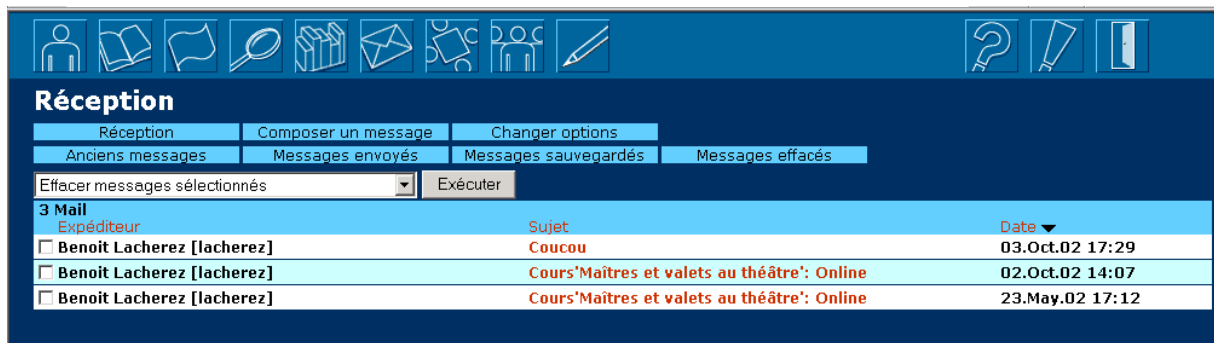 Réception
Réception Composer un message Changer options
Anciens messages Messages envoyés Messages sauvegardés Messages effacés
Effacer messages sélectionnés Exécuter
3 Mail
Expéditeur Sujet Date
Benoit Lacherez [lacherez] Coucou 03.Oct.02 17:29
Benoit Lacherez [lacherez] Cours'Maîtres et valets au théâtre': Online 02.Oct.02 14:07
Benoit Lacherez [lacherez] Cours'Maîtres et valets au théâtre': Online 23.May.02 17:12